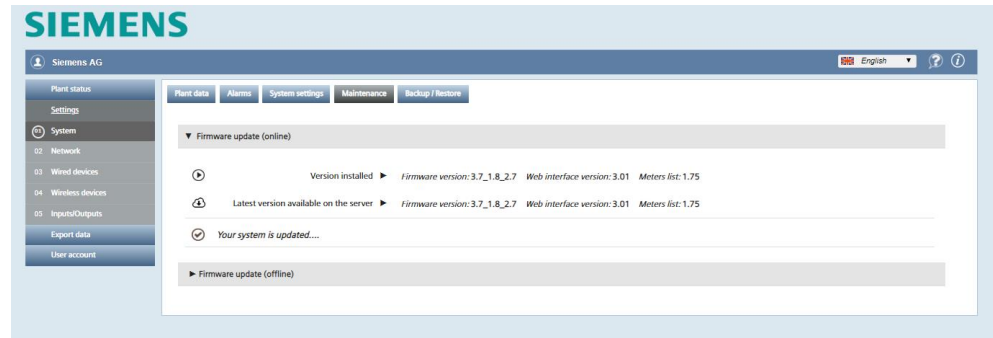 SIEMENS
Siemens AG
English
Plant status
Settings
01 System
02 Network
03 Wired devices
04 Wireless devices
05 Inputs/Outputs
Export data
User account
Plant data Alarms System settings Maintenance Backup / Restore
▼ Firmware update (online)
Version installed ► Firmware version: 3.7_1.8_2.7 Web interface version: 3.01 Meters list: 1.75
Latest version available on the server ► Firmware version: 3.7_1.8_2.7 Web interface version: 3.01 Meters list: 1.75
Your system is updated....
► Firmware update (offline)